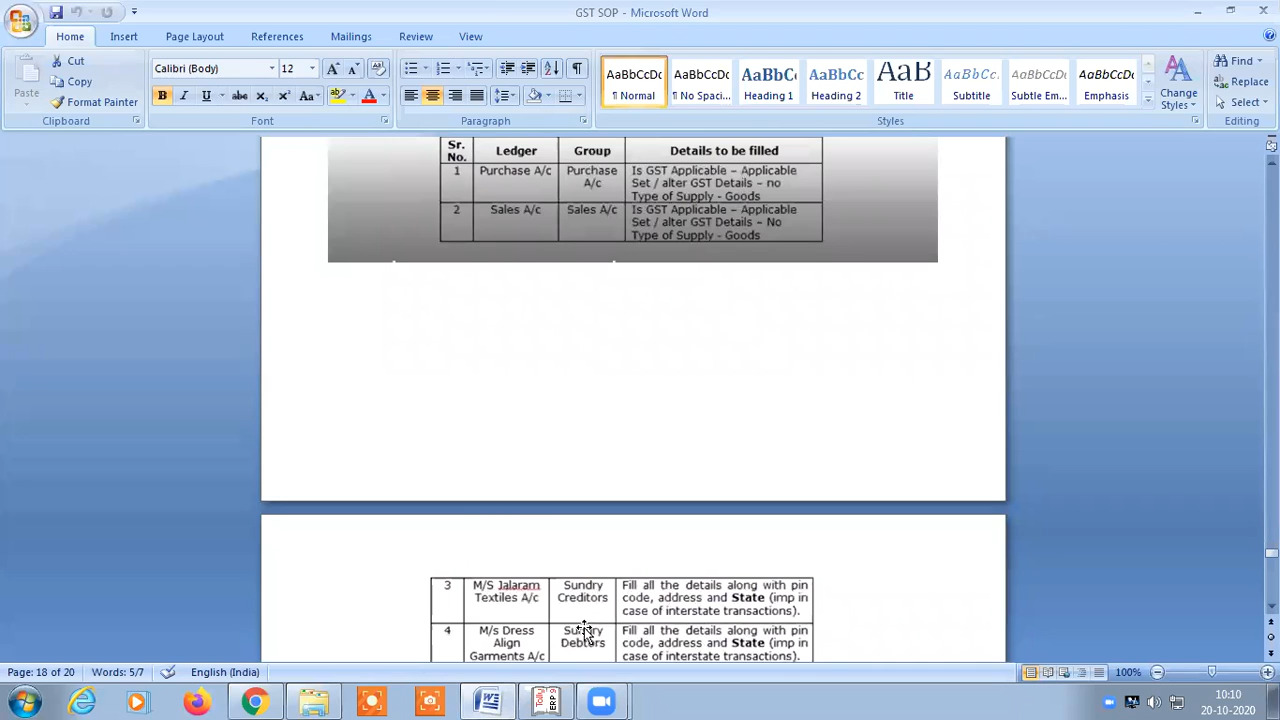 GST SOP - Microsoft Word
Home Insert Page Layout References Mailings Review View
Paste
Cut
Copy
Format Painter
Clipboard
Calibri (Body) 12
Font
Paragraph
AaBbCcDc AaBbCcDc AaBbC( AaBbCc AaB AaBbCc. AaBbCcDc AaBbCcDc
¶ Normal ¶ No Spaci... Heading 1 Heading 2 Title Subtitle Subtle Em... Emphasis
Change Styles
Styles
Find
Replace
Select
Editing
Sr. No. Ledger Group Details to be filled
1 Purchase A/c Purchase A/c Is GST Applicable – Applicable
Set / alter GST Details – no
Type of Supply - Goods
2 Sales A/c Sales A/c Is GST Applicable – Applicable
Set / alter GST Details – No
Type of Supply - Goods
3 M/S Jalaram Textiles A/c Sundry Creditors Fill all the details along with pin
code, address and State (imp in
case of interstate transactions).
4 M/s Dress Align Garments A/c Sundry Debtors Fill all the details along with pin
code, address and State (imp in
case of interstate transactions).
Page: 18 of 20 Words: 5/7 English (India) 100%
Tally ERP 9
10:10
20-10-2020